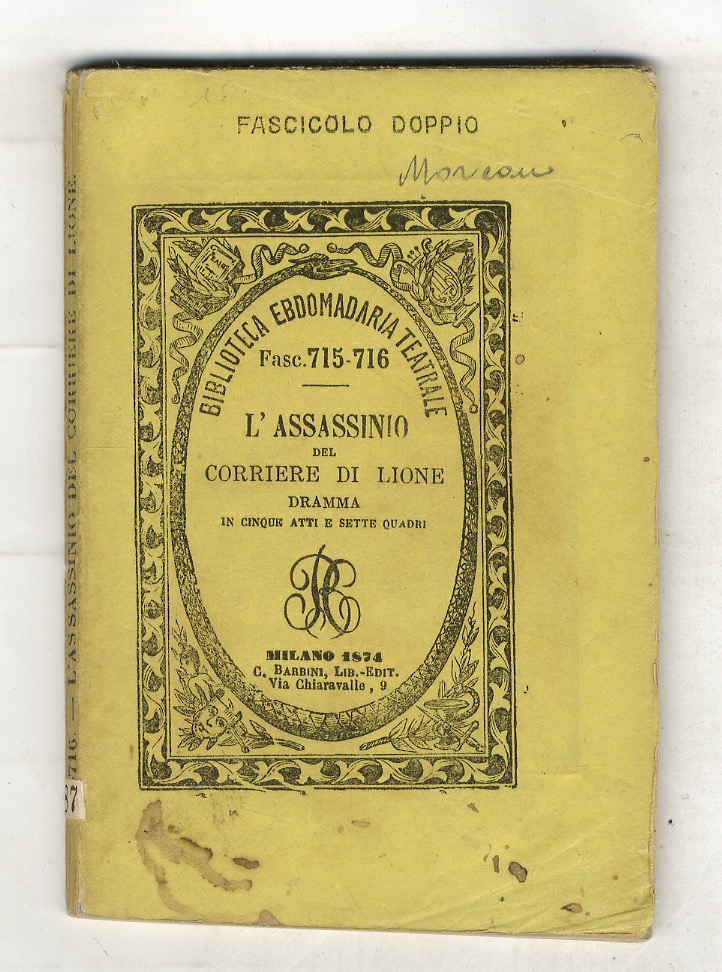 FASCICOLO DOPPIO
Moreau
BIBLIOTECA EBDOMADARIA TEATRALE
Fasc. 715-716
L'ASSASSINIO
DEL
CORRIERE DI LIONE
DRAMMA
IN CINQUE ATTI E SETTE QUADRI
MILANO 1874
C. BARBINI, LIB.-EDIT.
Via Chiaravalle, 9
716. — L'ASSASSINIO DEL CORRIERE DI LIONE.
37